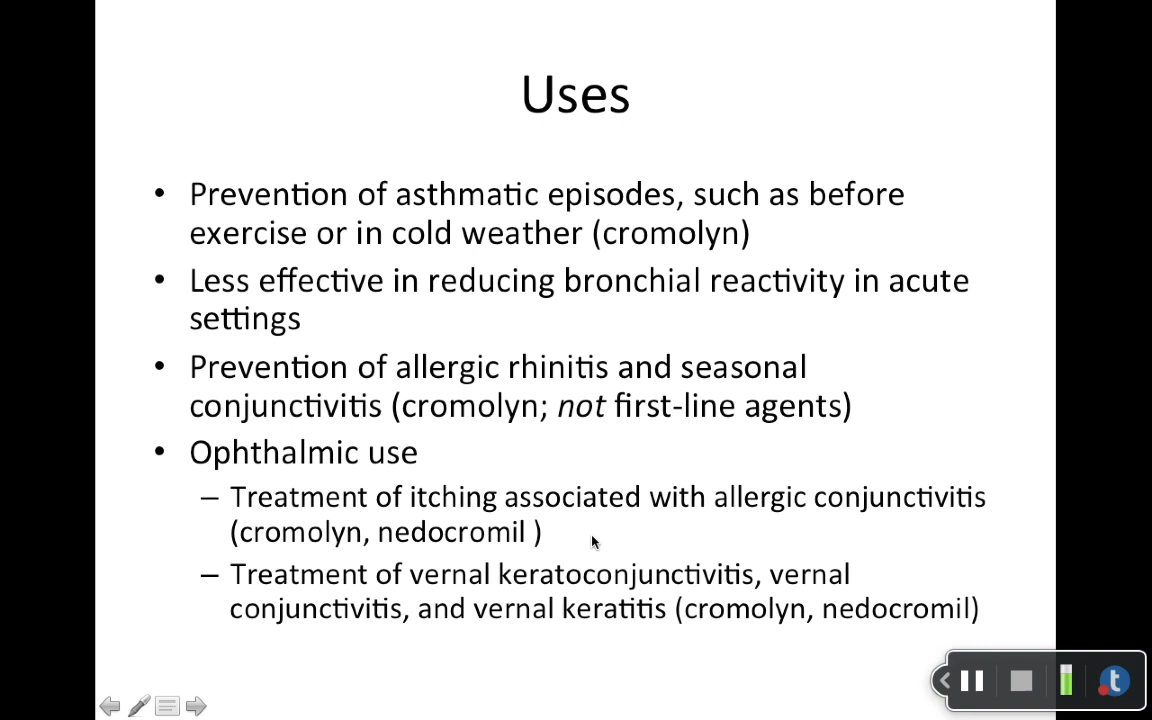 Uses
• Prevention of asthmatic episodes, such as before
exercise or in cold weather (cromolyn)
• Less effective in reducing bronchial reactivity in acute
settings
• Prevention of allergic rhinitis and seasonal
conjunctivitis (cromolyn; not first-line agents)
• Ophthalmic use
– Treatment of itching associated with allergic conjunctivitis
(cromolyn, nedocromil )
– Treatment of vernal keratoconjunctivitis, vernal
conjunctivitis, and vernal keratitis (cromolyn, nedocromil)
t